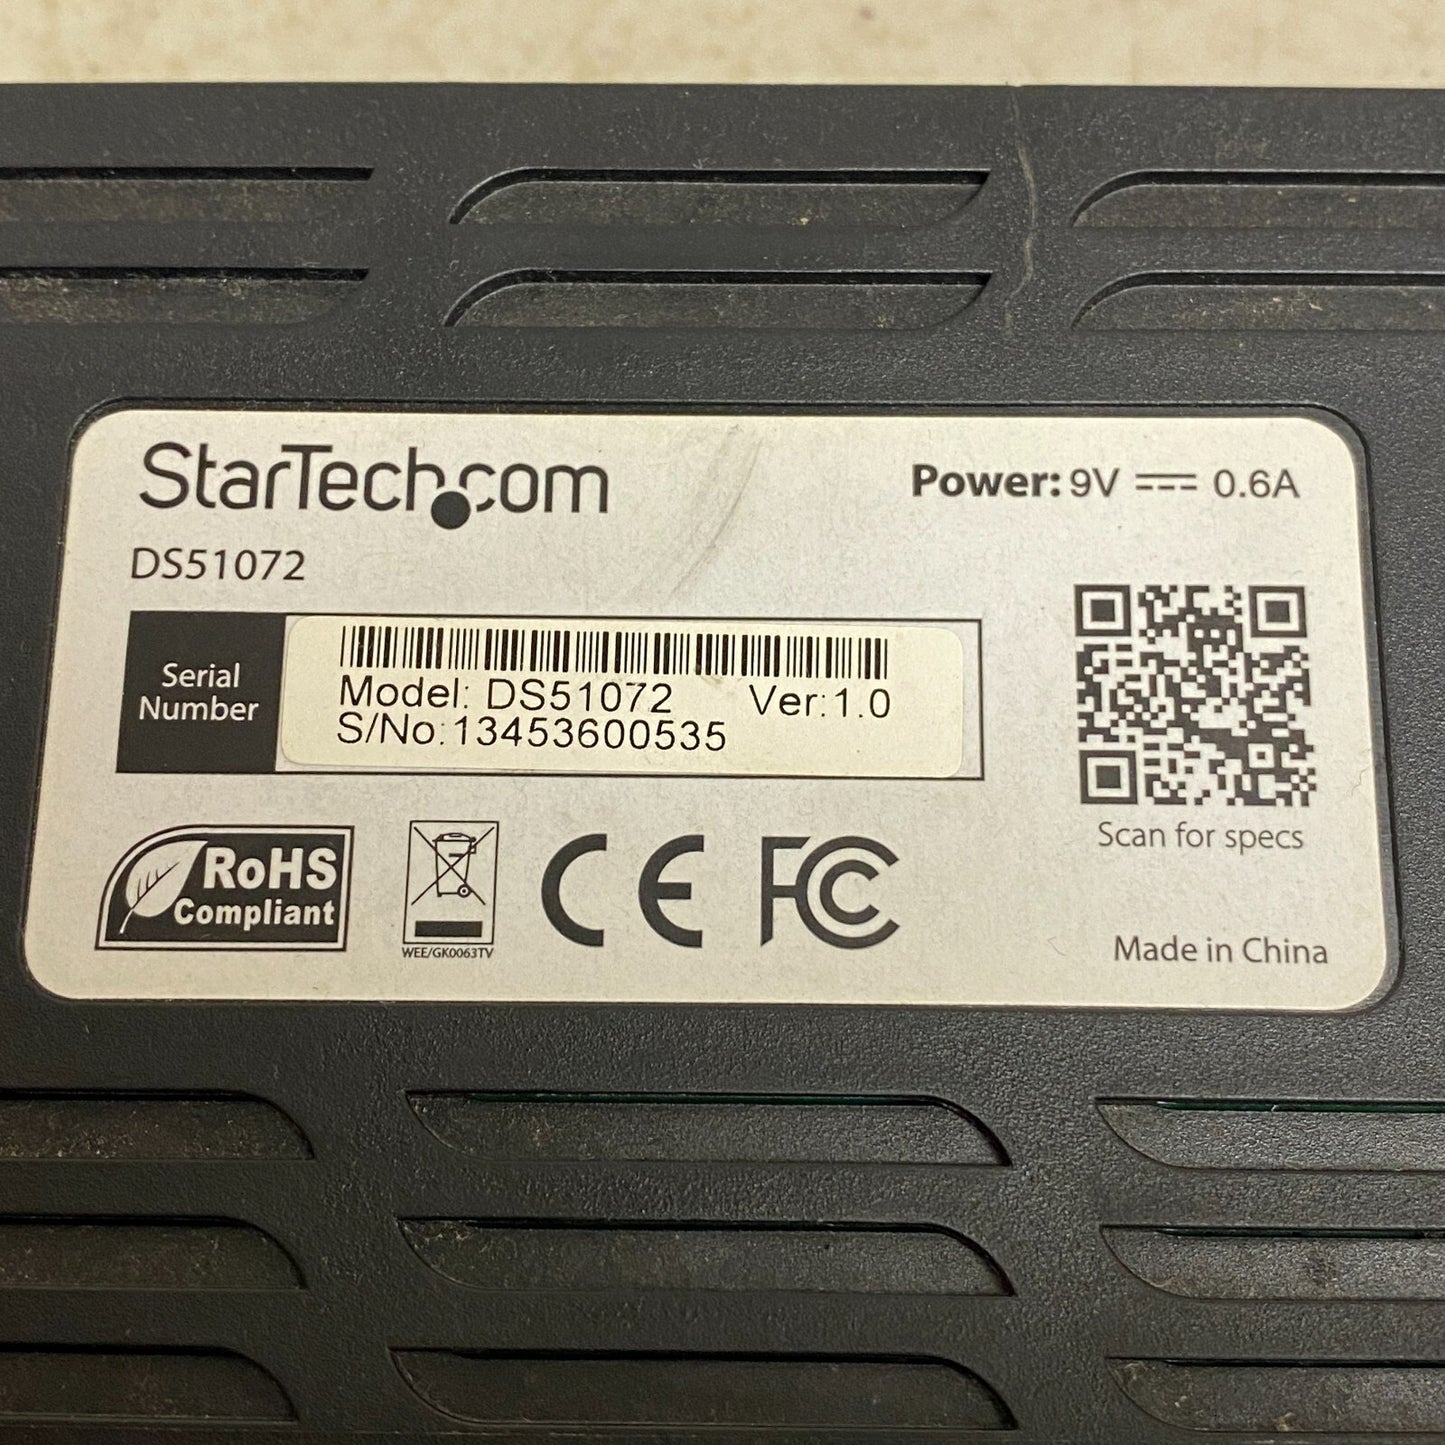 StarTech.com
Power: 9V ⎓ 0.6A
DS51072
Serial
Number
Model: DS51072 Ver:1.0
S/No:13453600535
Scan for specs
RoHS
Compliant
WEE/GK0063TV
CE FC
Made in China